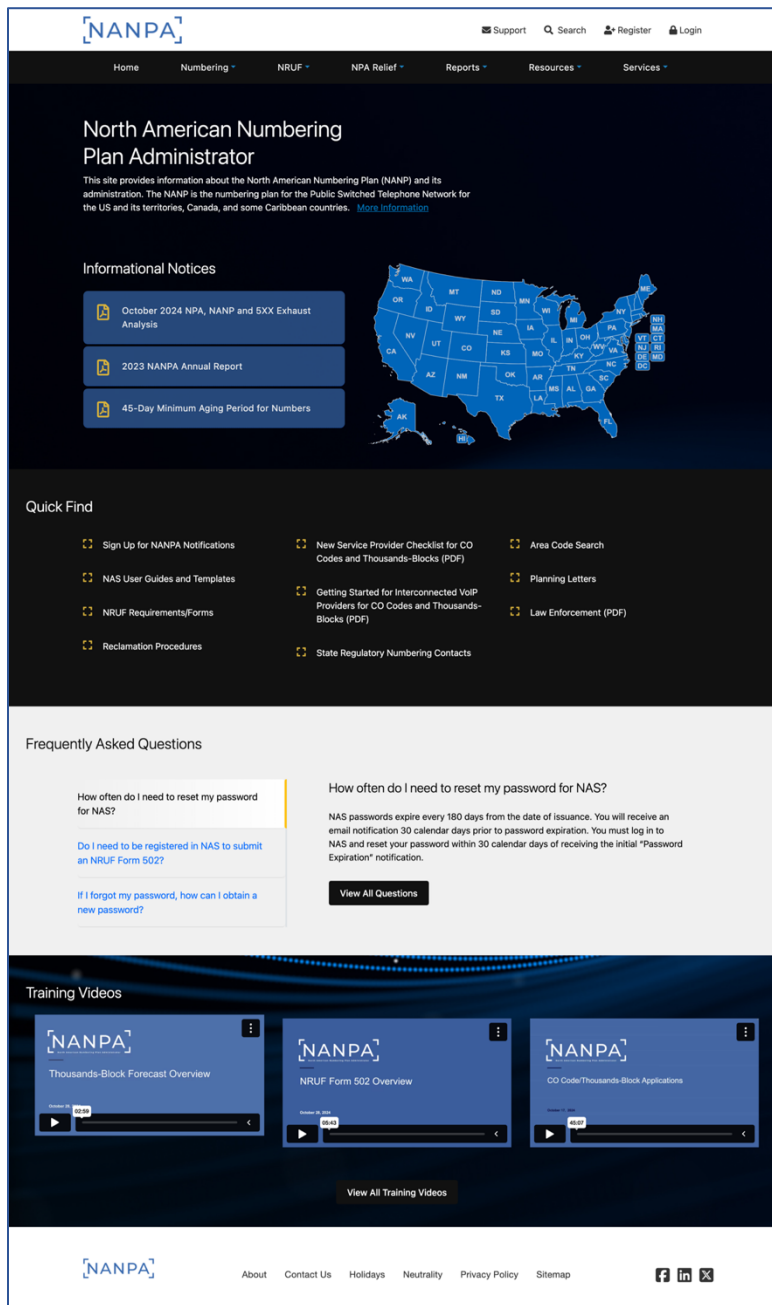 [NANPA]
Support Search Register Login
Home Numbering NRUF NPA Relief Reports Resources Services
North American Numbering
Plan Administrator
This site provides information about the North American Numbering Plan (NANP) and its
administration. The NANP is the numbering plan for the Public Switched Telephone Network for
the US and its territories, Canada, and some Caribbean countries. More Information
Informational Notices
October 2024 NPA, NANP and 5XX Exhaust
Analysis
2023 NANPA Annual Report
45-Day Minimum Aging Period for Numbers
WA
MT
ND
MN
ME
OR
ID
SD
WI
MI
NY
WY
NH
MA
IA
PA
NE
VT CT
NV
UT
IL IN OH
NJ RI
CO
WV VA
DE MD
CA
KS
MO
KY
DC
NC
TN
AZ
NM
OK
AR
SC
MS AL GA
TX
LA
AK
FL
HI
Quick Find
Sign Up for NANPA Notifications
NAS User Guides and Templates
NRUF Requirements/Forms
Reclamation Procedures
New Service Provider Checklist for CO
Codes and Thousands-Blocks (PDF)
Getting Started for Interconnected VoIP
Providers for CO Codes and Thousands-
Blocks (PDF)
State Regulatory Numbering Contacts
Area Code Search
Planning Letters
Law Enforcement (PDF)
Frequently Asked Questions
How often do I need to reset my password
for NAS?
Do I need to be registered in NAS to submit
an NRUF Form 502?
If I forgot my password, how can I obtain a
new password?
How often do I need to reset my password for NAS?
NAS passwords expire every 180 days from the date of issuance. You will receive an
email notification 30 calendar days prior to password expiration. You must log in to
NAS and reset your password within 30 calendar days of receiving the initial “Password
Expiration” notification.
View All Questions
Training Videos
[NANPA]
Thousands-Block Forecast Overview
02:59
[NANPA]
NRUF Form 502 Overview
October 28, 2024
05:43
[NANPA]
CO Code/Thousands-Block Applications
45:07
View All Training Videos
[NANPA]
About Contact Us Holidays Neutrality Privacy Policy Sitemap